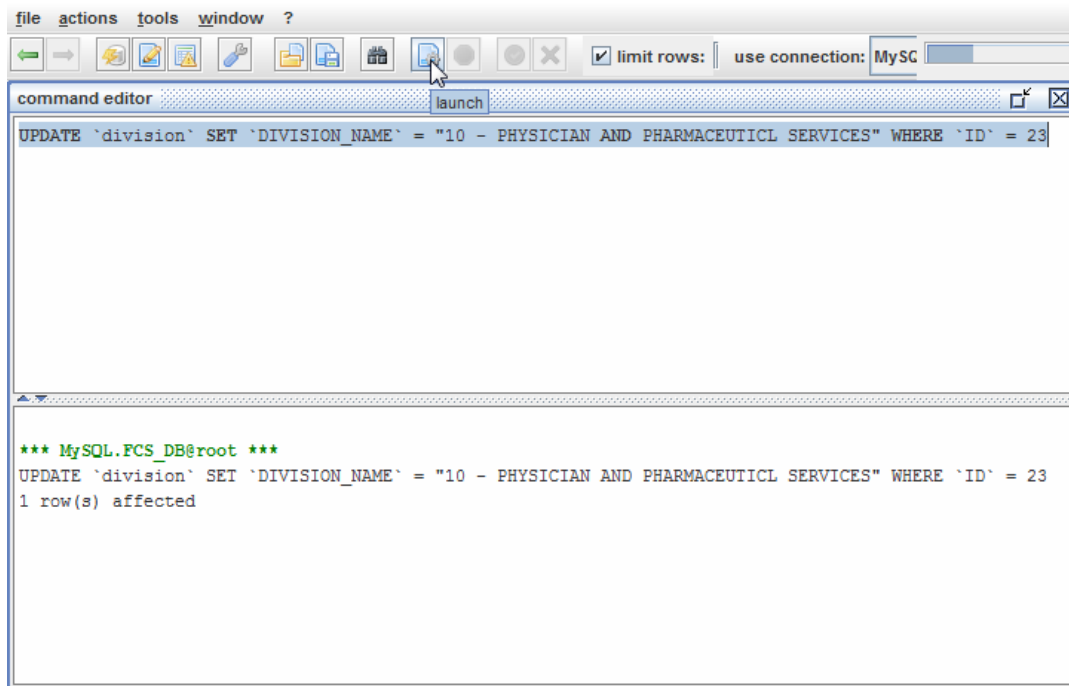 file actions tools window ?
limit rows: use connection: MySQ
command editor
launch
UPDATE `division` SET `DIVISION_NAME` = "10 - PHYSICIAN AND PHARMACEUTICL SERVICES" WHERE `ID` = 23
*** MySQL.FCS_DB@root ***
UPDATE `division` SET `DIVISION_NAME` = "10 - PHYSICIAN AND PHARMACEUTICL SERVICES" WHERE `ID` = 23
1 row(s) affected